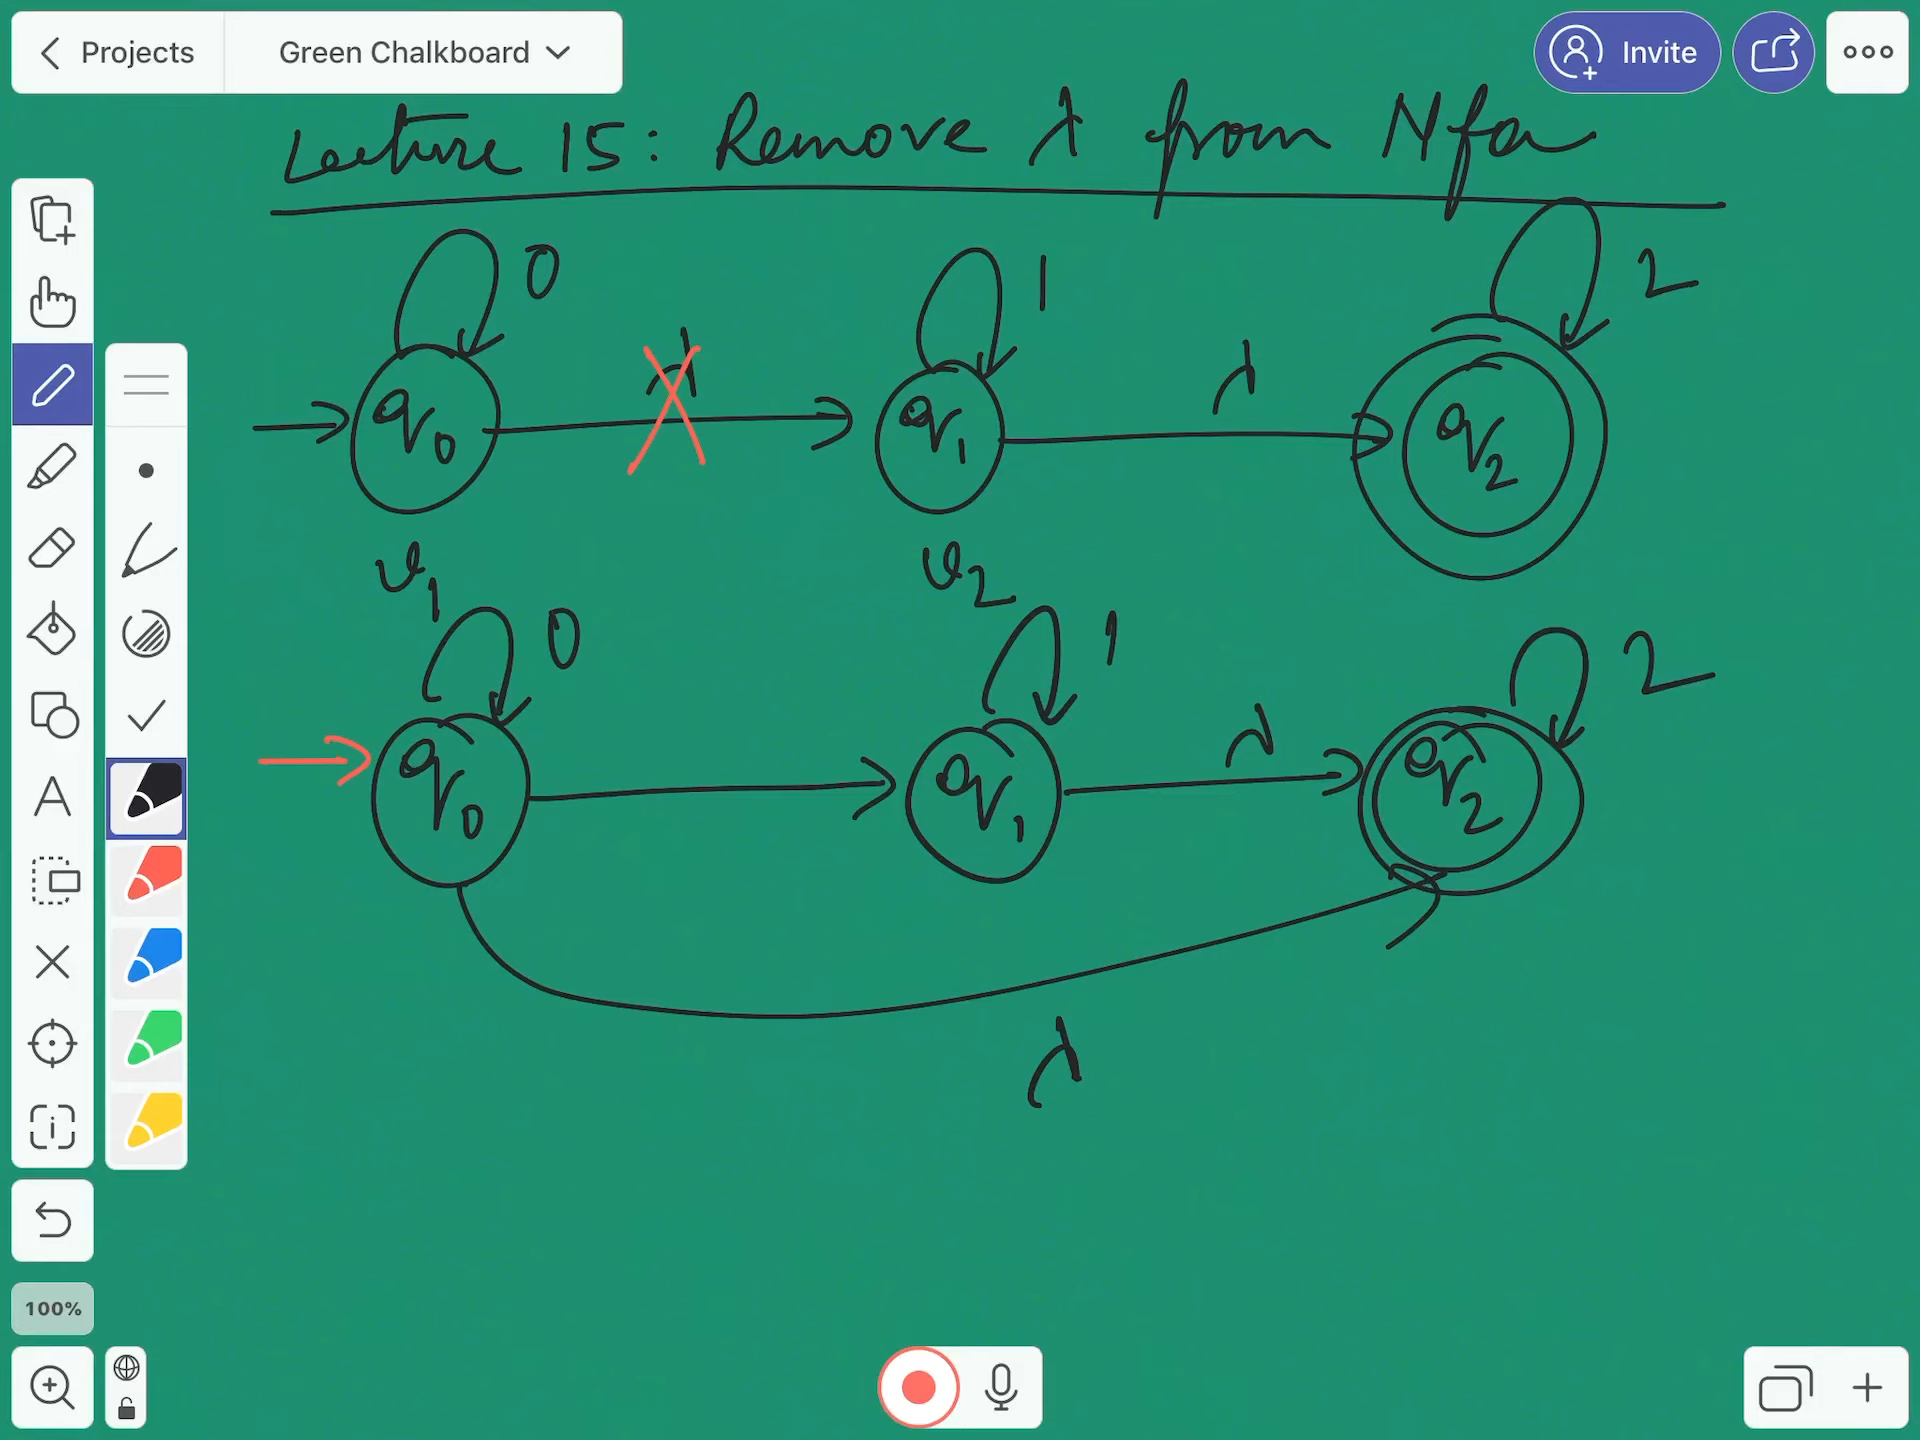 Projects Green Chalkboard Invite
Lecture 15: Remove λ from Nfa
0 1 2
λ λ
q0 q1 q2
v1 v2
0 1 2
λ
q0 q1 q2
λ
100%